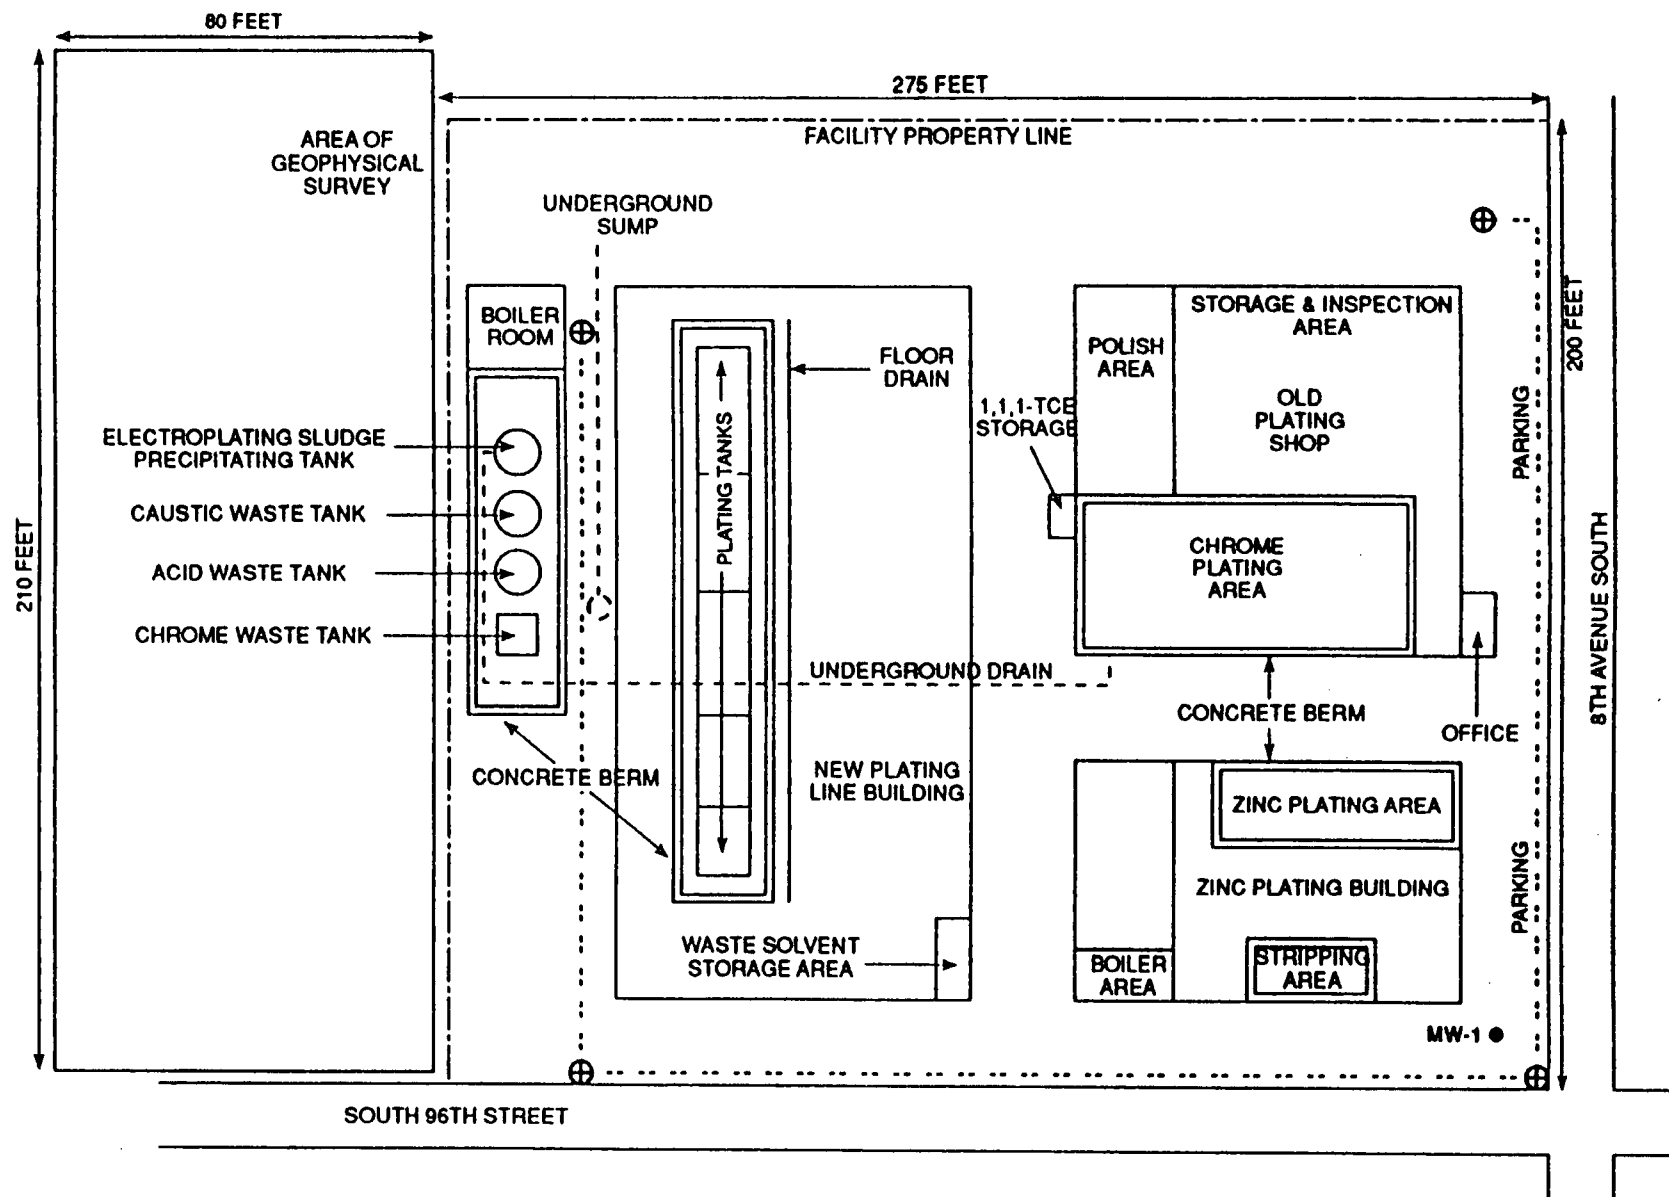 80 FEET
275 FEET
FACILITY PROPERTY LINE
AREA OF
GEOPHYSICAL
SURVEY
UNDERGROUND
SUMP
200 FEET
BOILER
ROOM
STORAGE & INSPECTION
AREA
POLISH
AREA
FLOOR
DRAIN
OLD
PLATING
SHOP
1,1,1-TCE
STORAGE
PARKING
PLATING TANKS
ELECTROPLATING SLUDGE
PRECIPITATING TANK
CAUSTIC WASTE TANK
ACID WASTE TANK
CHROME WASTE TANK
210 FEET
CHROME
PLATING
AREA
8TH AVENUE SOUTH
UNDERGROUND DRAIN
CONCRETE BERM
OFFICE
CONCRETE BERM
NEW PLATING
LINE BUILDING
ZINC PLATING AREA
ZINC PLATING BUILDING
PARKING
WASTE SOLVENT
STORAGE AREA
BOILER
AREA
STRIPPING
AREA
MW-1
SOUTH 96TH STREET